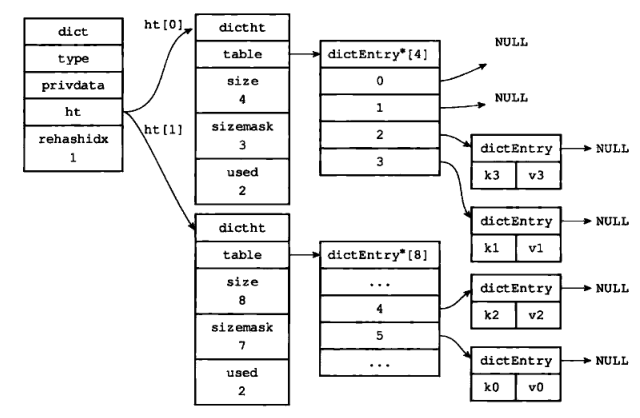 dict
type
privdata
ht
rehashidx
1
ht[0]
ht[1]
dictht
table
size
4
sizemask
3
used
2
dictEntry*[4]
0
1
2
3
NULL
NULL
dictEntry
k3 v3
NULL
dictEntry
k1 v1
NULL
dictht
table
size
8
sizemask
7
used
2
dictEntry*[8]
...
4
5
...
dictEntry
k2 v2
NULL
dictEntry
k0 v0
NULL